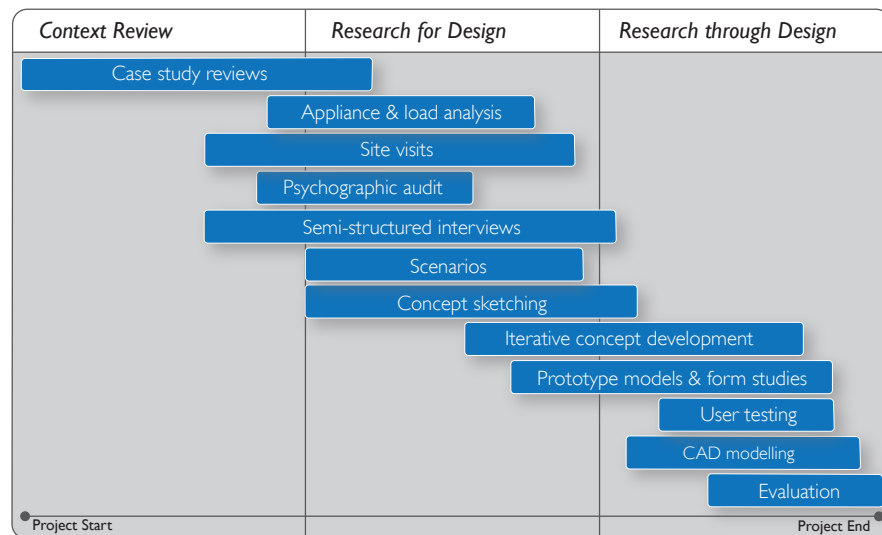 Context Review
Research for Design
Research through Design
Case study reviews
Appliance & load analysis
Site visits
Psychographic audit
Semi-structured interviews
Scenarios
Concept sketching
Iterative concept development
Prototype models & form studies
User testing
CAD modelling
Evaluation
Project Start
Project End